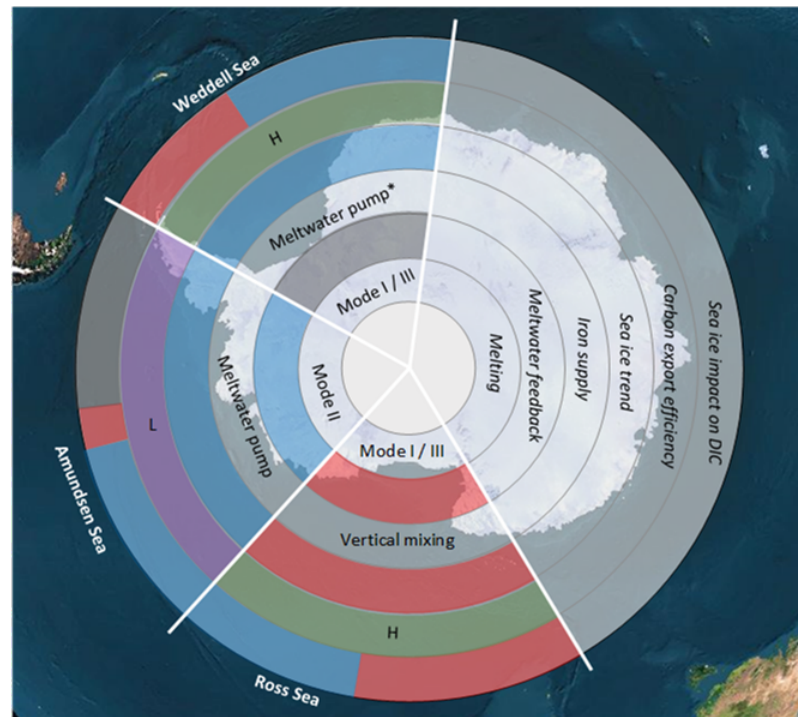 Weddell Sea
H
Meltwater pump*
Mode I / III
L
Meltwater pump
Mode II
Amundsen Sea
Mode I / III
Vertical mixing
H
Ross Sea
Melting
Meltwater feedback
Iron supply
Sea ice trend
Carbon export efficiency
Sea ice impact on DIC